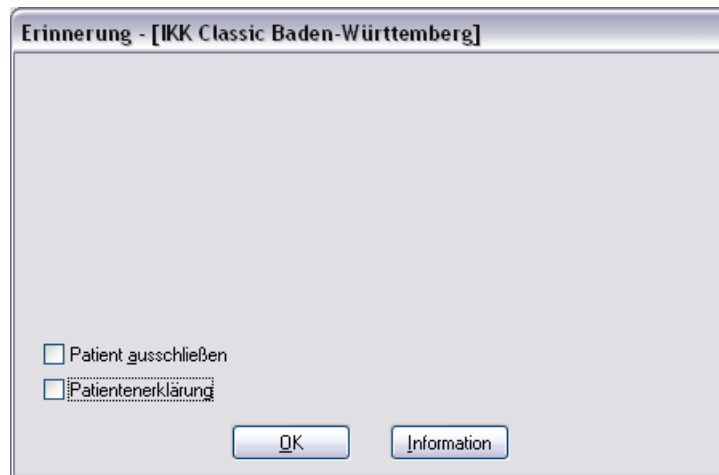 Erinnerung - [IKK Classic Baden-Württemberg]
Patient ausschließen
Patientenerklärung
OK
Information